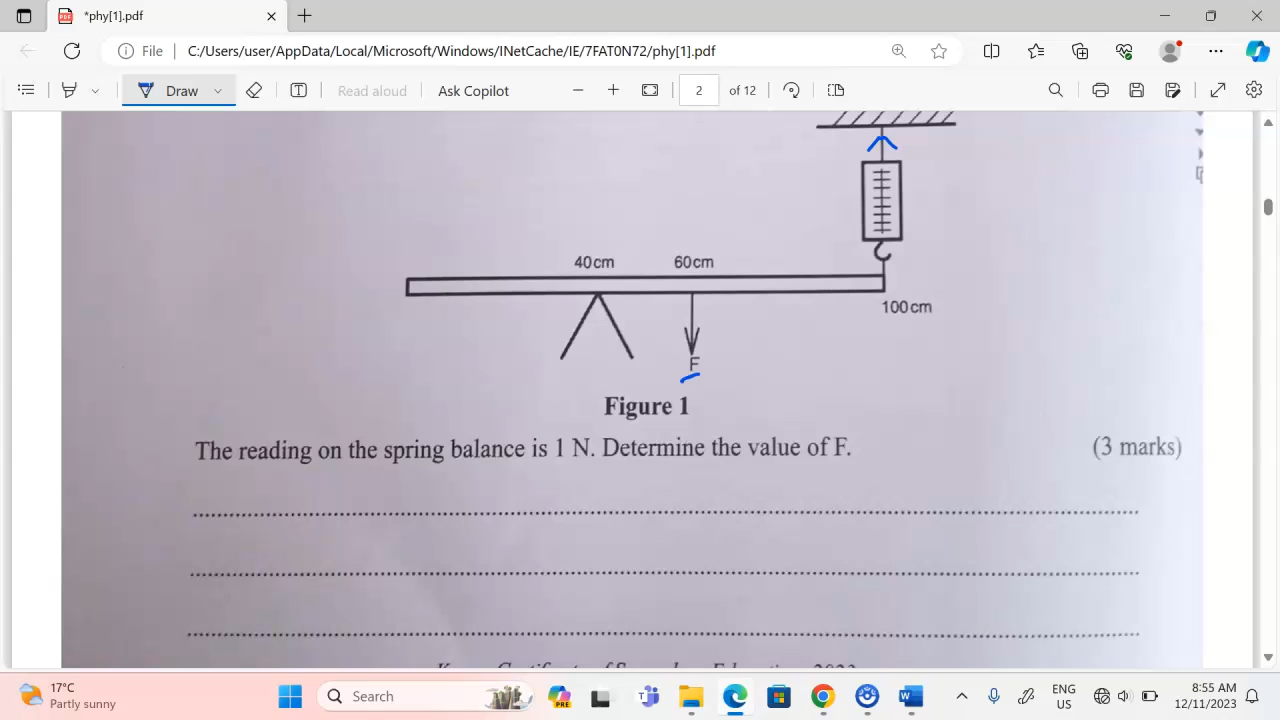 *phy[1].pdf
File C:/Users/user/AppData/Local/Microsoft/Windows/INetCache/IE/7FAT0N72/phy[1].pdf
Draw Read aloud Ask Copilot 2 of 12
40cm 60cm
100cm
F
Figure 1
The reading on the spring balance is 1 N. Determine the value of F. (3 marks)
17°C
Partly sunny
Search
PRE
ENG
US
8:55 AM
12/11/2023